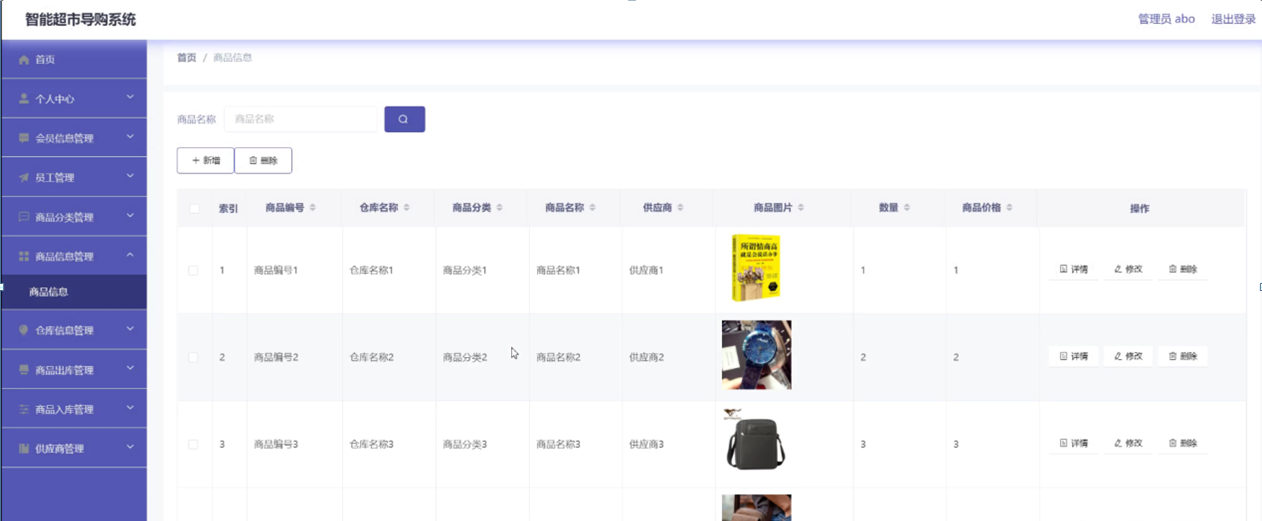 智能超市导购系统
管理员 abo 退出登录
首页
个人中心
会员信息管理
员工管理
商品分类管理
商品信息管理
商品信息
仓库信息管理
商品出库管理
商品入库管理
供应商管理
首页 / 商品信息
商品名称 商品名称
+ 新增 删除
索引 商品编号 仓库名称 商品分类 商品名称 供应商 商品图片 数量 商品价格 操作
所谓情商高
就是会说话办事
1 商品编号1 仓库名称1 商品分类1 商品名称1 供应商1 1 1 详情 修改 删除
2 商品编号2 仓库名称2 商品分类2 商品名称2 供应商2 2 2 详情 修改 删除
3 商品编号3 仓库名称3 商品分类3 商品名称3 供应商3 3 3 详情 修改 删除